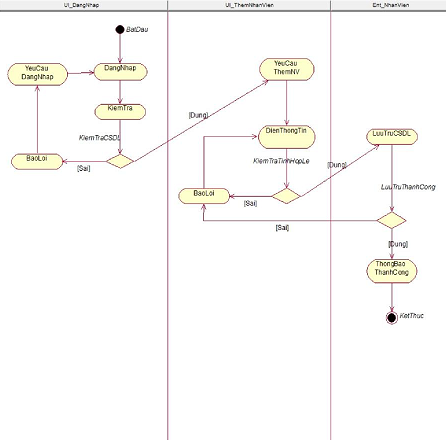 UI_DangNhap
UI_ThemNhanVien
Ent_NhanVien
BatDau
YeuCau
DangNhap
DangNhap
YeuCau
ThemNV
KiemTra
[Dung]
KiemTraCSDL
DienThongTin
LuuTruCSDL
BaoLoi
[Sai]
KiemTraTinhHopLe
[Dung]
BaoLoi
[Sai]
LuuTruThanhCong
[Sai]
[Dung]
ThongBao
ThanhCong
KetThuc